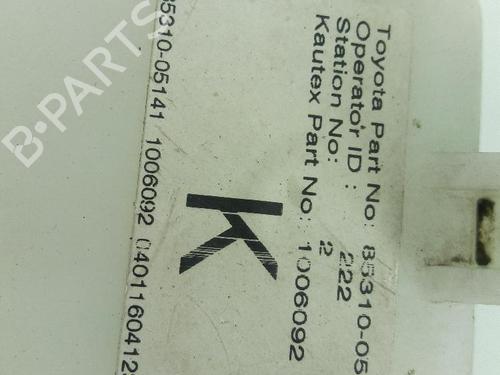 Toyota Part No: 85310-05
Operator ID : 222
Station No: 2
Kautex Part No: 1006092
K
85310-05141 1006092 0401160412
B-PARTS